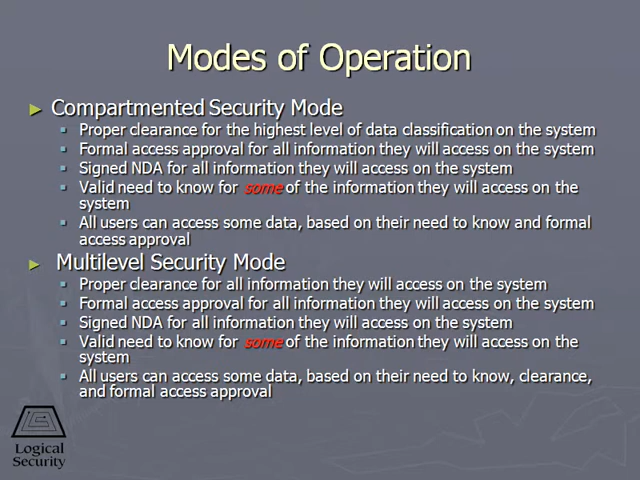 Modes of Operation
► Compartmented Security Mode
▪ Proper clearance for the highest level of data classification on the system
▪ Formal access approval for all information they will access on the system
▪ Signed NDA for all information they will access on the system
▪ Valid need to know for some of the information they will access on the
system
▪ All users can access some data, based on their need to know and formal
access approval
► Multilevel Security Mode
▪ Proper clearance for all information they will access on the system
▪ Formal access approval for all information they will access on the system
▪ Signed NDA for all information they will access on the system
▪ Valid need to know for some of the information they will access on the
system
▪ All users can access some data, based on their need to know, clearance,
and formal access approval
Logical
Security